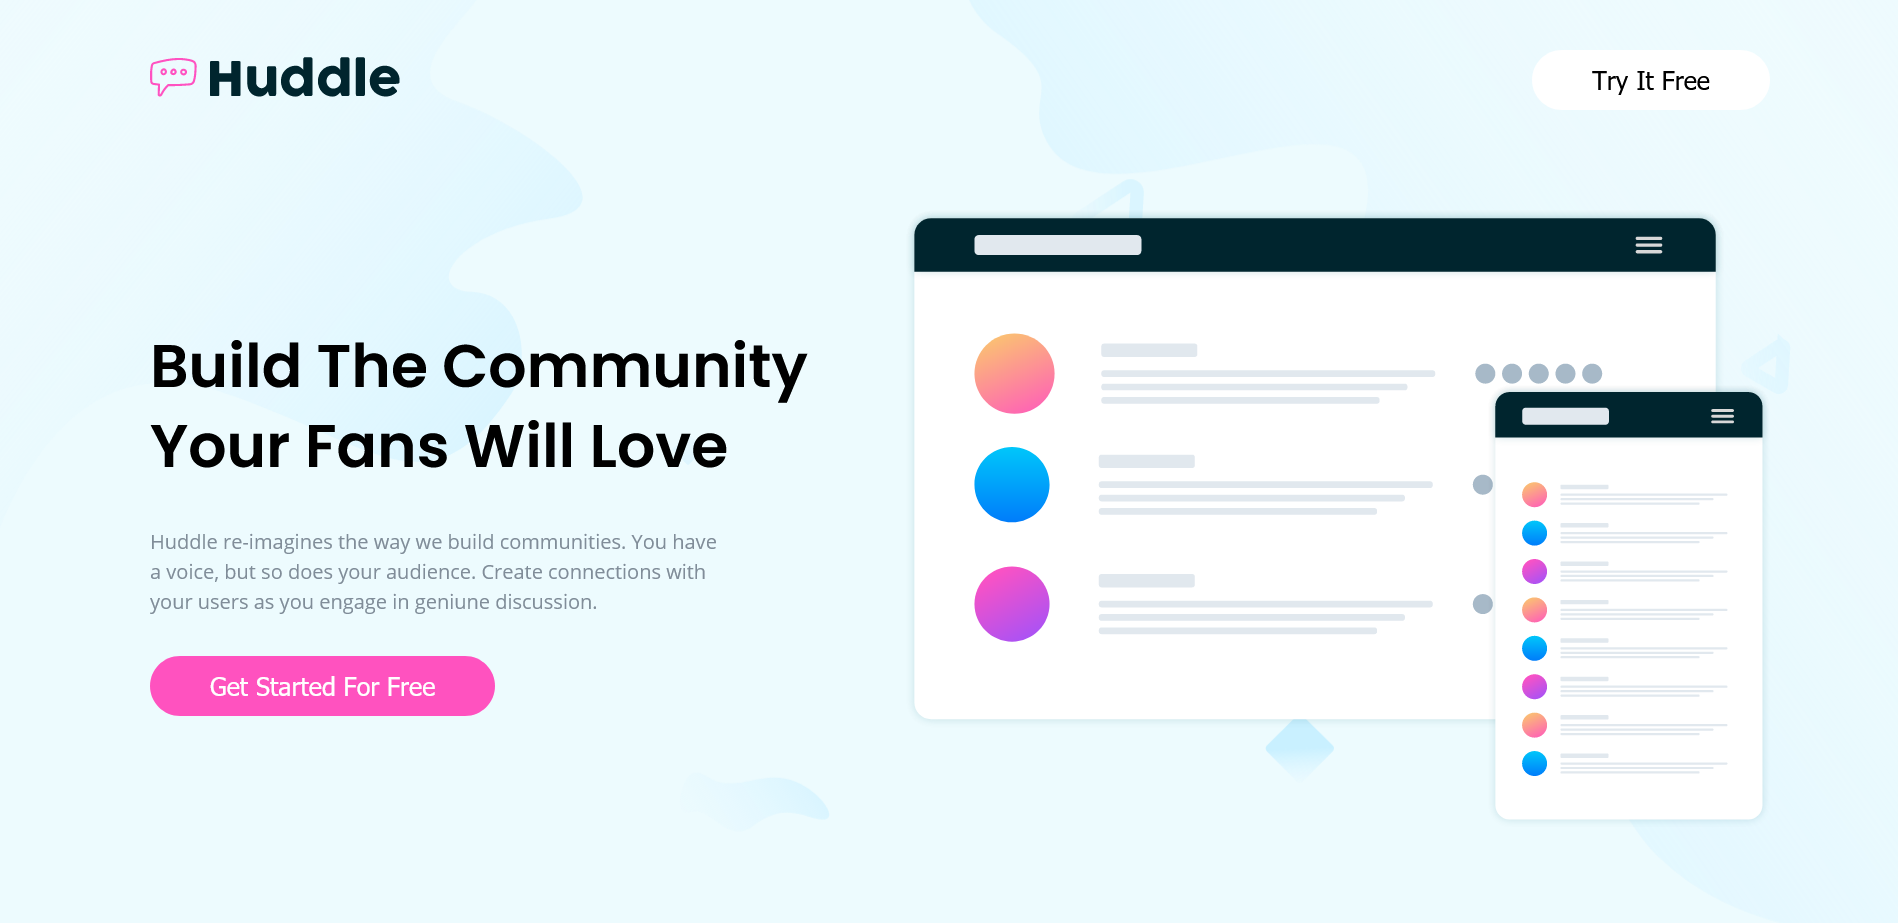 Huddle
Try It Free
Build The Community
Your Fans Will Love
Huddle re-imagines the way we build communities. You have
a voice, but so does your audience. Create connections with
your users as you engage in geniune discussion.
Get Started For Free